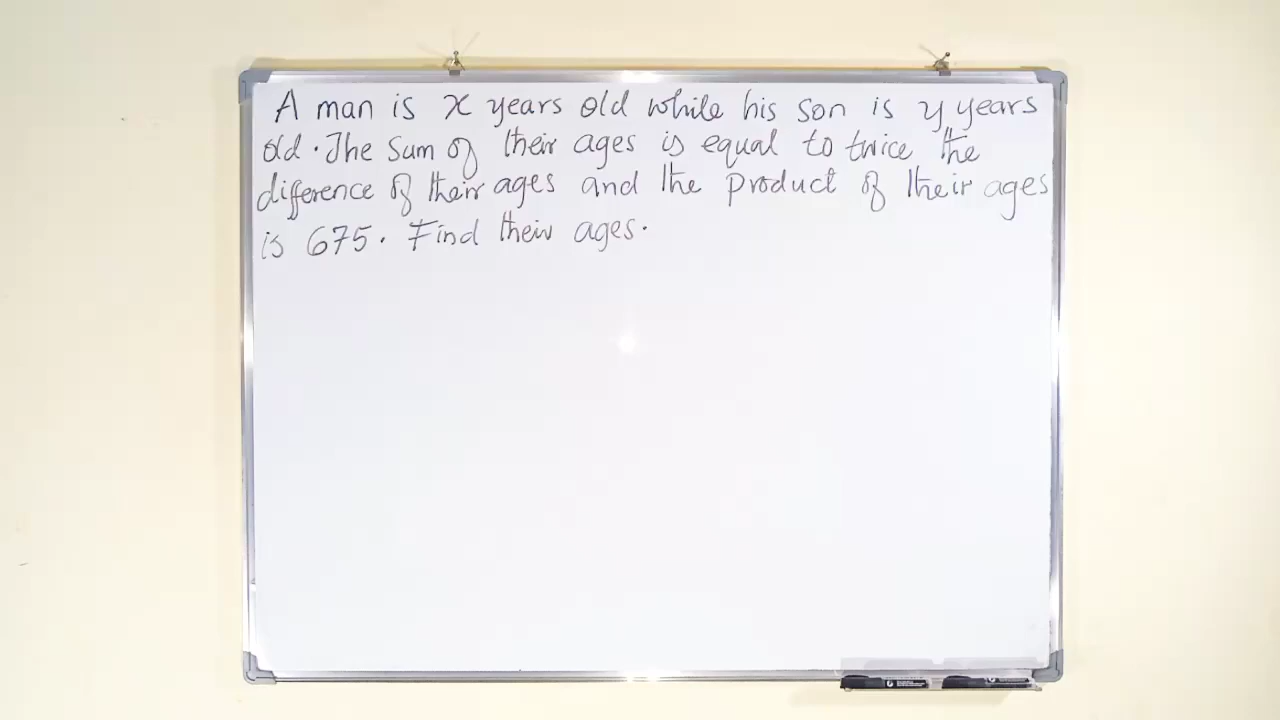 A man is x years old while his son is y years
old. The sum of their ages is equal to twice the
difference of their ages and the product of their ages
is 675. Find their ages.